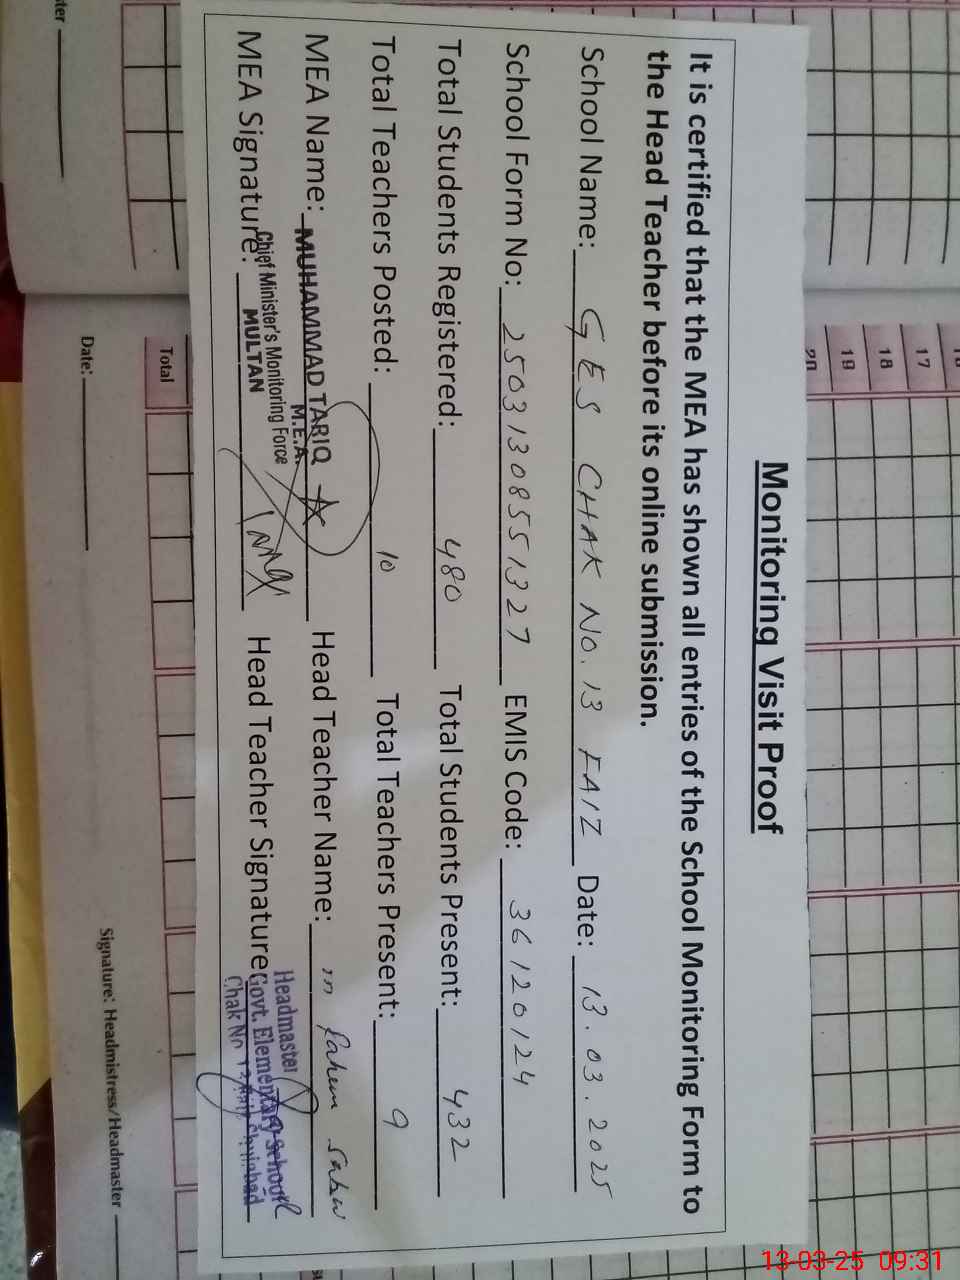 Monitoring Visit Proof
It is certified that the MEA has shown all entries of the School Monitoring Form to
the Head Teacher before its online submission.
School Name: GES CHAK NO. 13 FAIZ Date: 13.03.2025
School Form No: 25031308551327 EMIS Code: 36120124
Total Students Registered: 480 Total Students Present: 432
Total Teachers Posted: 10 Total Teachers Present: 9
MEA Name: MUHAMMAD TARIQ Head Teacher Name: m Fahem
M.E.A.
Chief Minister's Monitoring Force
MULTAN
MEA Signature: Head Teacher Signature:
Headmaster
Govt. Elementary School
Chak No
16
17
18
19
20
Total
Date:
Signature: Headmistress/Headmaster
ter
13-03-25 09:31